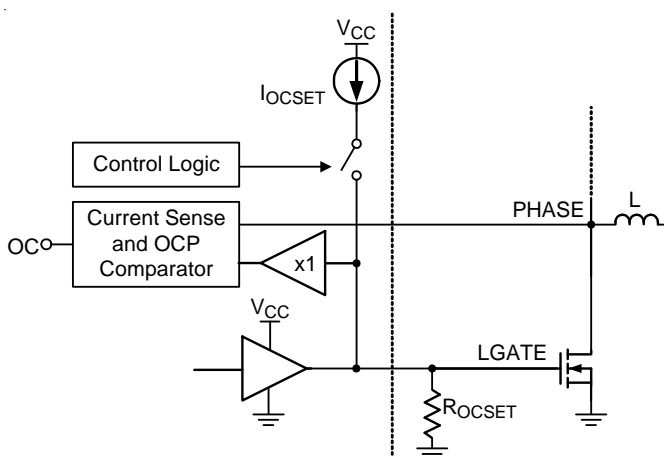 VCC
IOCSET
Control Logic
PHASE
L
Current Sense
and OCP
Comparator
OC
x1
VCC
LGATE
ROCSET